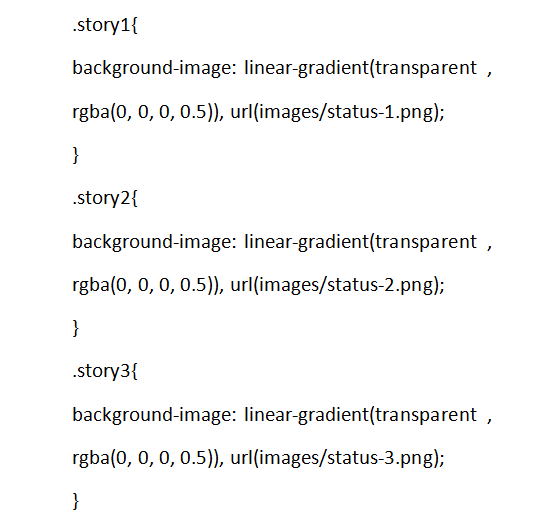 .story1{
background-image: linear-gradient(transparent ,
rgba(0, 0, 0, 0.5)), url(images/status-1.png);
}
.story2{
background-image: linear-gradient(transparent ,
rgba(0, 0, 0, 0.5)), url(images/status-2.png);
}
.story3{
background-image: linear-gradient(transparent ,
rgba(0, 0, 0, 0.5)), url(images/status-3.png);
}